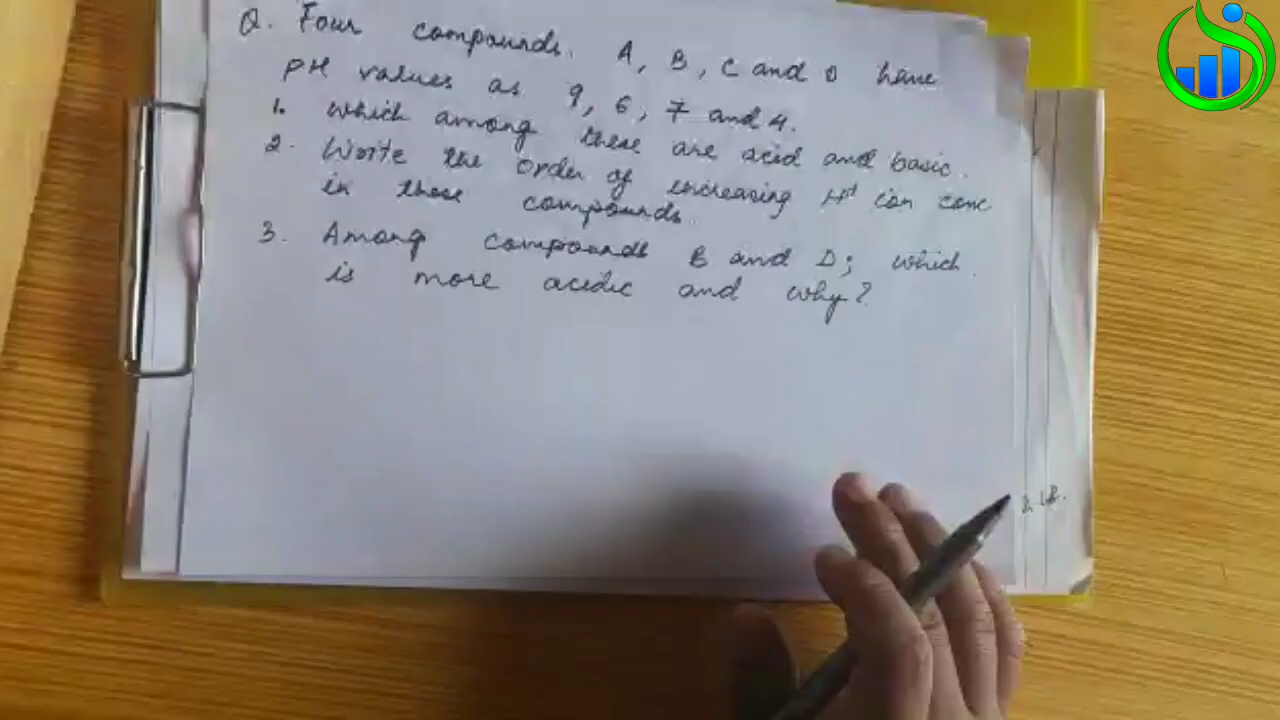 Q. Four compounds. A, B, C and D have
PH values as 9, 6, 7 and 4.
1. which among these are acid and basic.
2. Write the order of increasing H+ ion conc
in these compounds.
3. Among compounds B and D; which.
is more acidic and why?